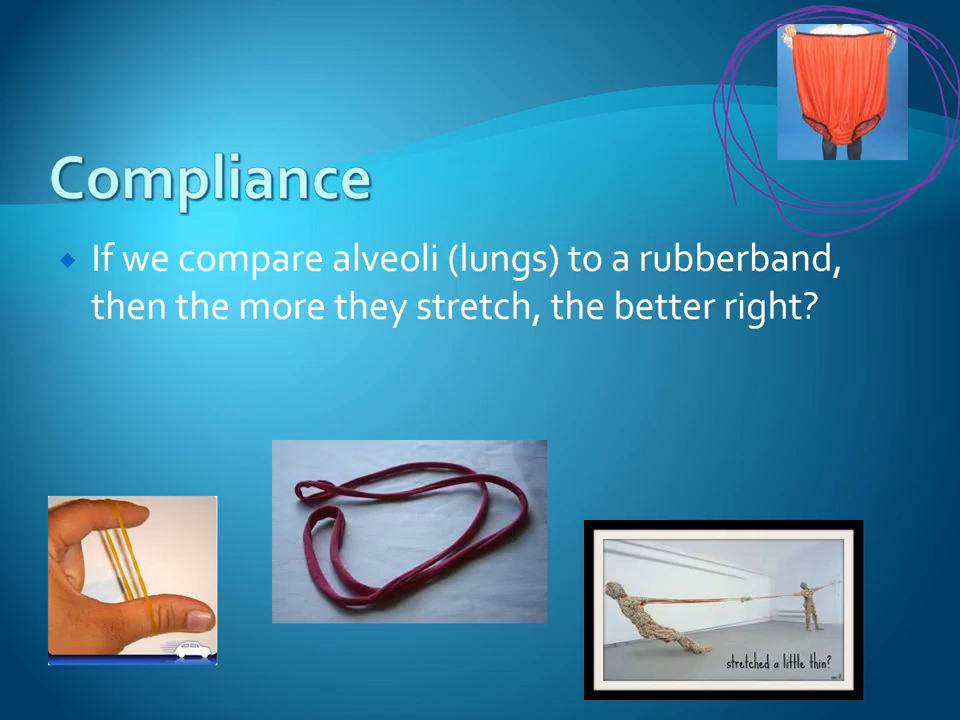 Compliance
If we compare alveoli (lungs) to a rubberband,
then the more they stretch, the better right?
stretched a little thin?